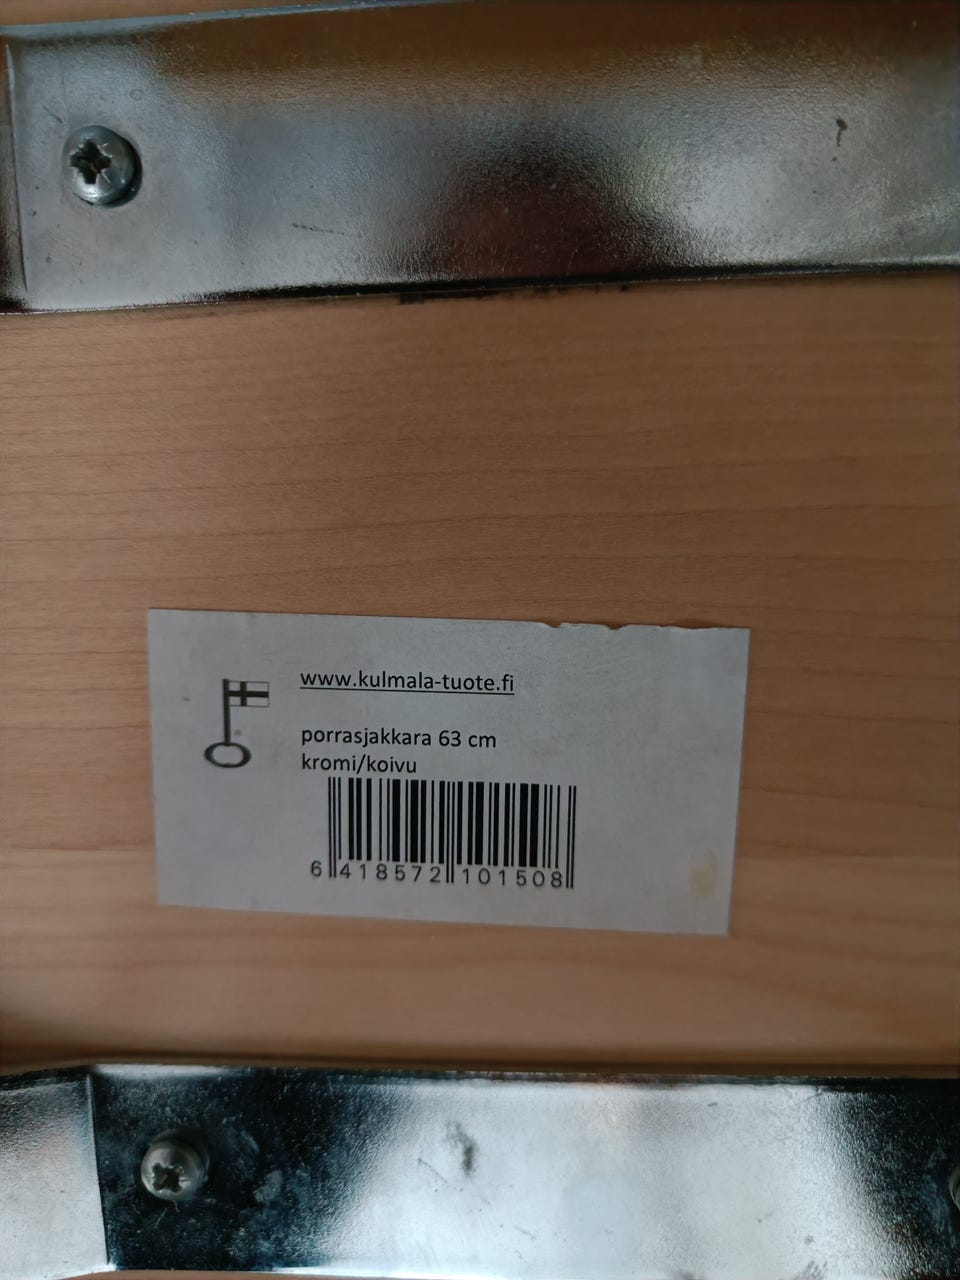 www.kulmala-tuote.fi
porrasjakkara 63 cm
kromi/koivu
6 418572 101508